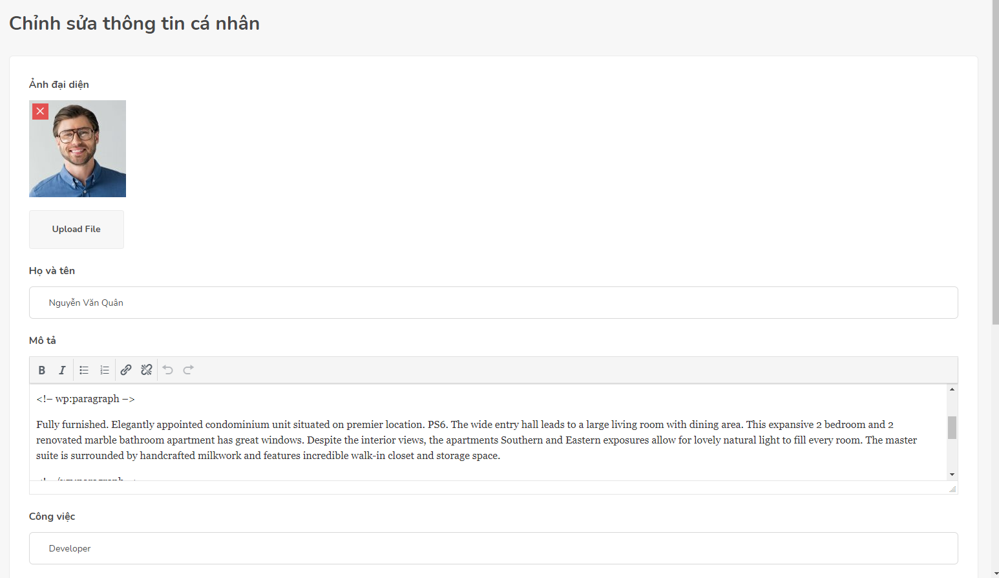 Chỉnh sửa thông tin cá nhân
Ảnh đại diện
Upload File
Họ và tên
Nguyễn Văn Quân
Mô tả
B I
<!– wp:paragraph –>
Fully furnished. Elegantly appointed condominium unit situated on premier location. PS6. The wide entry hall leads to a large living room with dining area. This expansive 2 bedroom and 2
renovated marble bathroom apartment has great windows. Despite the interior views, the apartments Southern and Eastern exposures allow for lovely natural light to fill every room. The master
suite is surrounded by handcrafted milkwork and features incredible walk-in closet and storage space.
Công việc
Developer